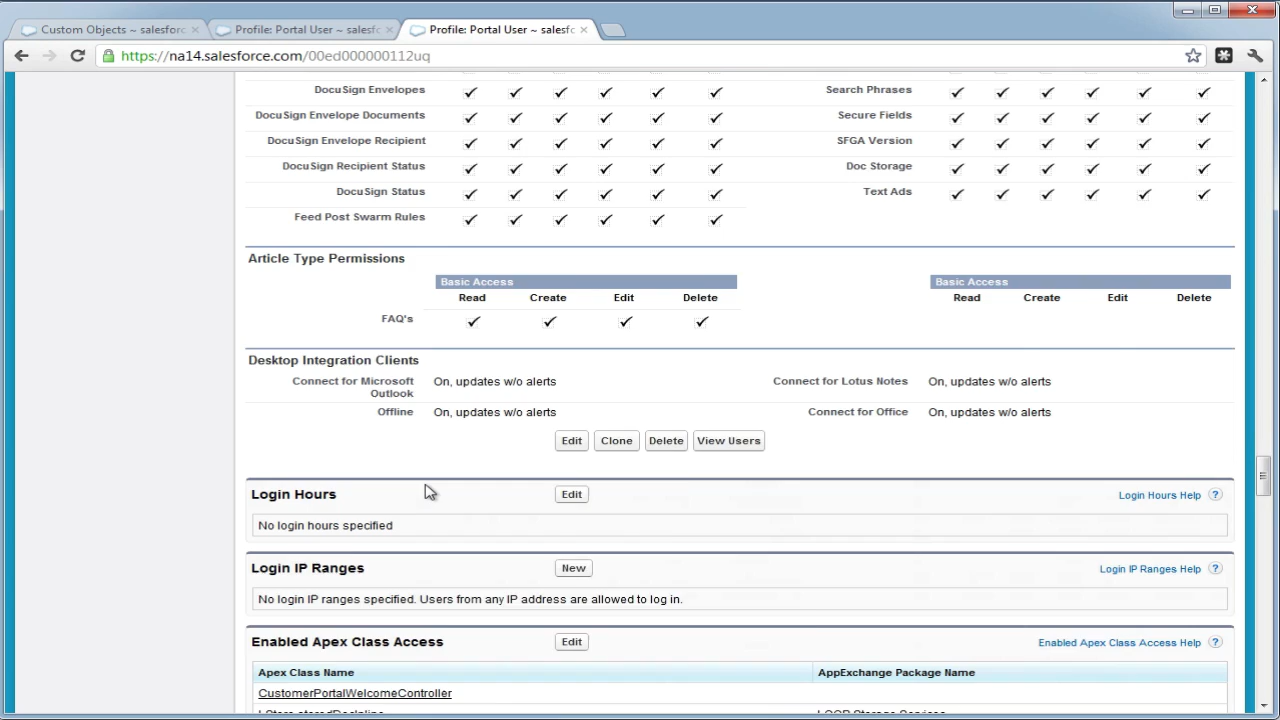 Custom Objects ~ salesforc
Profile: Portal User ~ salesfc
Profile: Portal User ~ salesfc
https://na14.salesforce.com/00ed000000112uq
DocuSign Envelopes
Search Phrases
DocuSign Envelope Documents
Secure Fields
DocuSign Envelope Recipient
SFGA Version
DocuSign Recipient Status
Doc Storage
DocuSign Status
Text Ads
Feed Post Swarm Rules
Article Type Permissions
Basic Access
Basic Access
Read Create Edit Delete
Read Create Edit Delete
FAQ's
Desktop Integration Clients
Connect for Microsoft Outlook On, updates w/o alerts
Connect for Lotus Notes On, updates w/o alerts
Offline On, updates w/o alerts
Connect for Office On, updates w/o alerts
Edit Clone Delete View Users
Login Hours Edit Login Hours Help ?
No login hours specified
Login IP Ranges New Login IP Ranges Help ?
No login IP ranges specified. Users from any IP address are allowed to log in.
Enabled Apex Class Access Edit Enabled Apex Class Access Help ?
Apex Class Name AppExchange Package Name
CustomerPortalWelcomeController